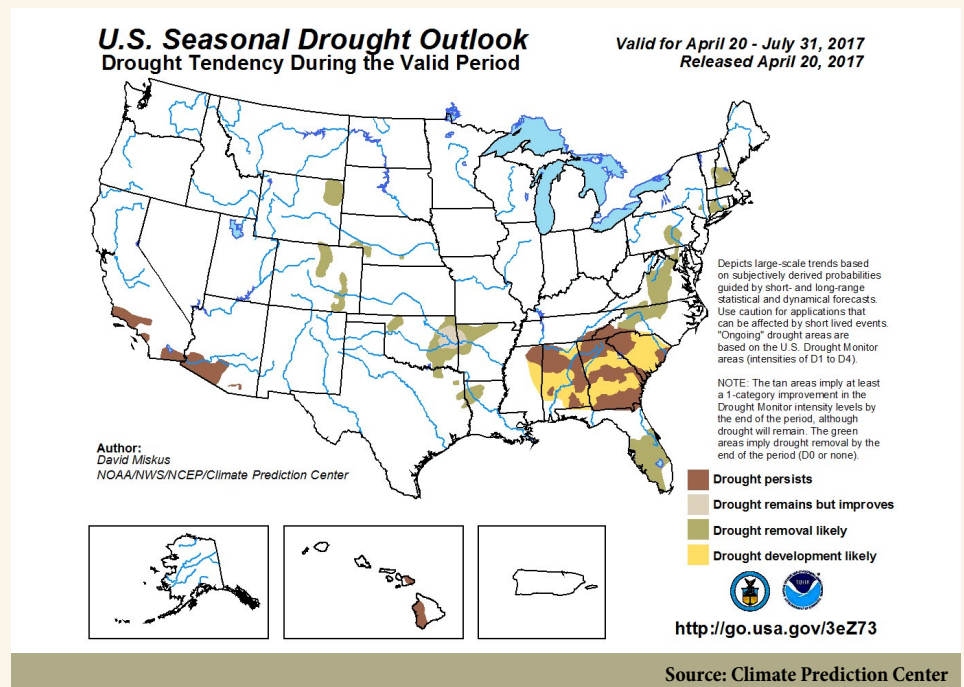 U.S. Seasonal Drought Outlook
Drought Tendency During the Valid Period
Valid for April 20 - July 31, 2017
Released April 20, 2017
Depicts large-scale trends based
on subjectively derived probabilities
guided by short- and long-range
statistical and dynamical forecasts.
Use caution for applications that
can be affected by short lived events.
"Ongoing" drought areas are
based on the U.S. Drought Monitor
areas (intensities of D1 to D4).
NOTE: The tan areas imply at least
a 1-category improvement in the
Drought Monitor intensity levels by
the end of the period, although
drought will remain. The green
areas imply drought removal by the
end of the period (D0 or none).
Author:
David Miskus
NOAA/NWS/NCEP/Climate Prediction Center
Drought persists
Drought remains but improves
Drought removal likely
Drought development likely
http://go.usa.gov/3eZ73
Source: Climate Prediction Center